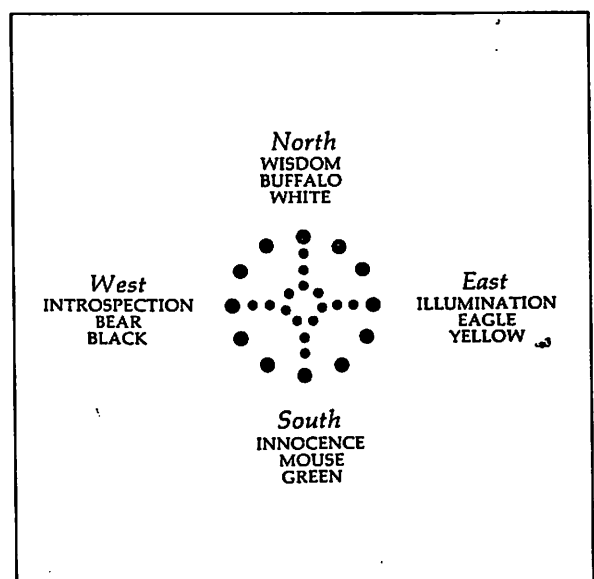 North
WISDOM
BUFFALO
WHITE
West
INTROSPECTION
BEAR
BLACK
East
ILLUMINATION
EAGLE
YELLOW
South
INNOCENCE
MOUSE
GREEN